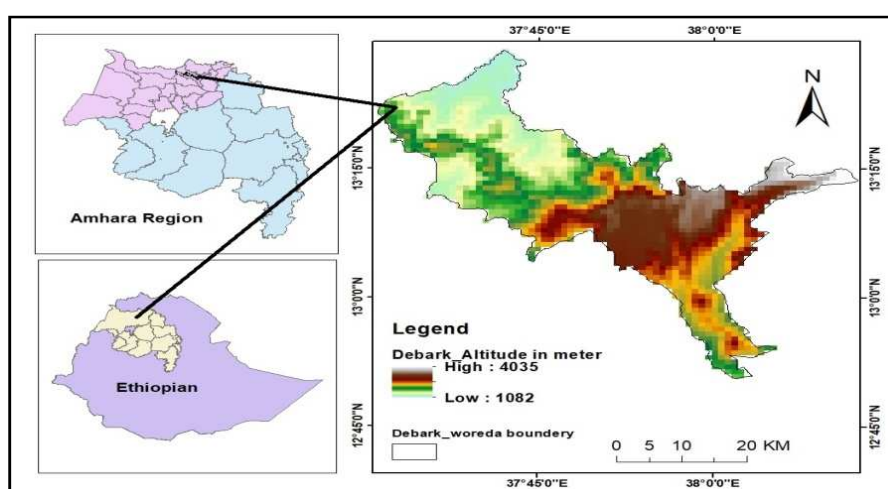 37°45'0"E 38°0'0"E
N
13°15'0"N
13°15'0"N
Amhara Region
13°0'0"N
13°0'0"N
Legend
Debark_Altitude in meter
High : 4035
Low : 1082
Ethiopian
Debark_woreda boundery
12°45'0"N
12°45'0"N
0 5 10 20 KM
37°45'0"E 38°0'0"E